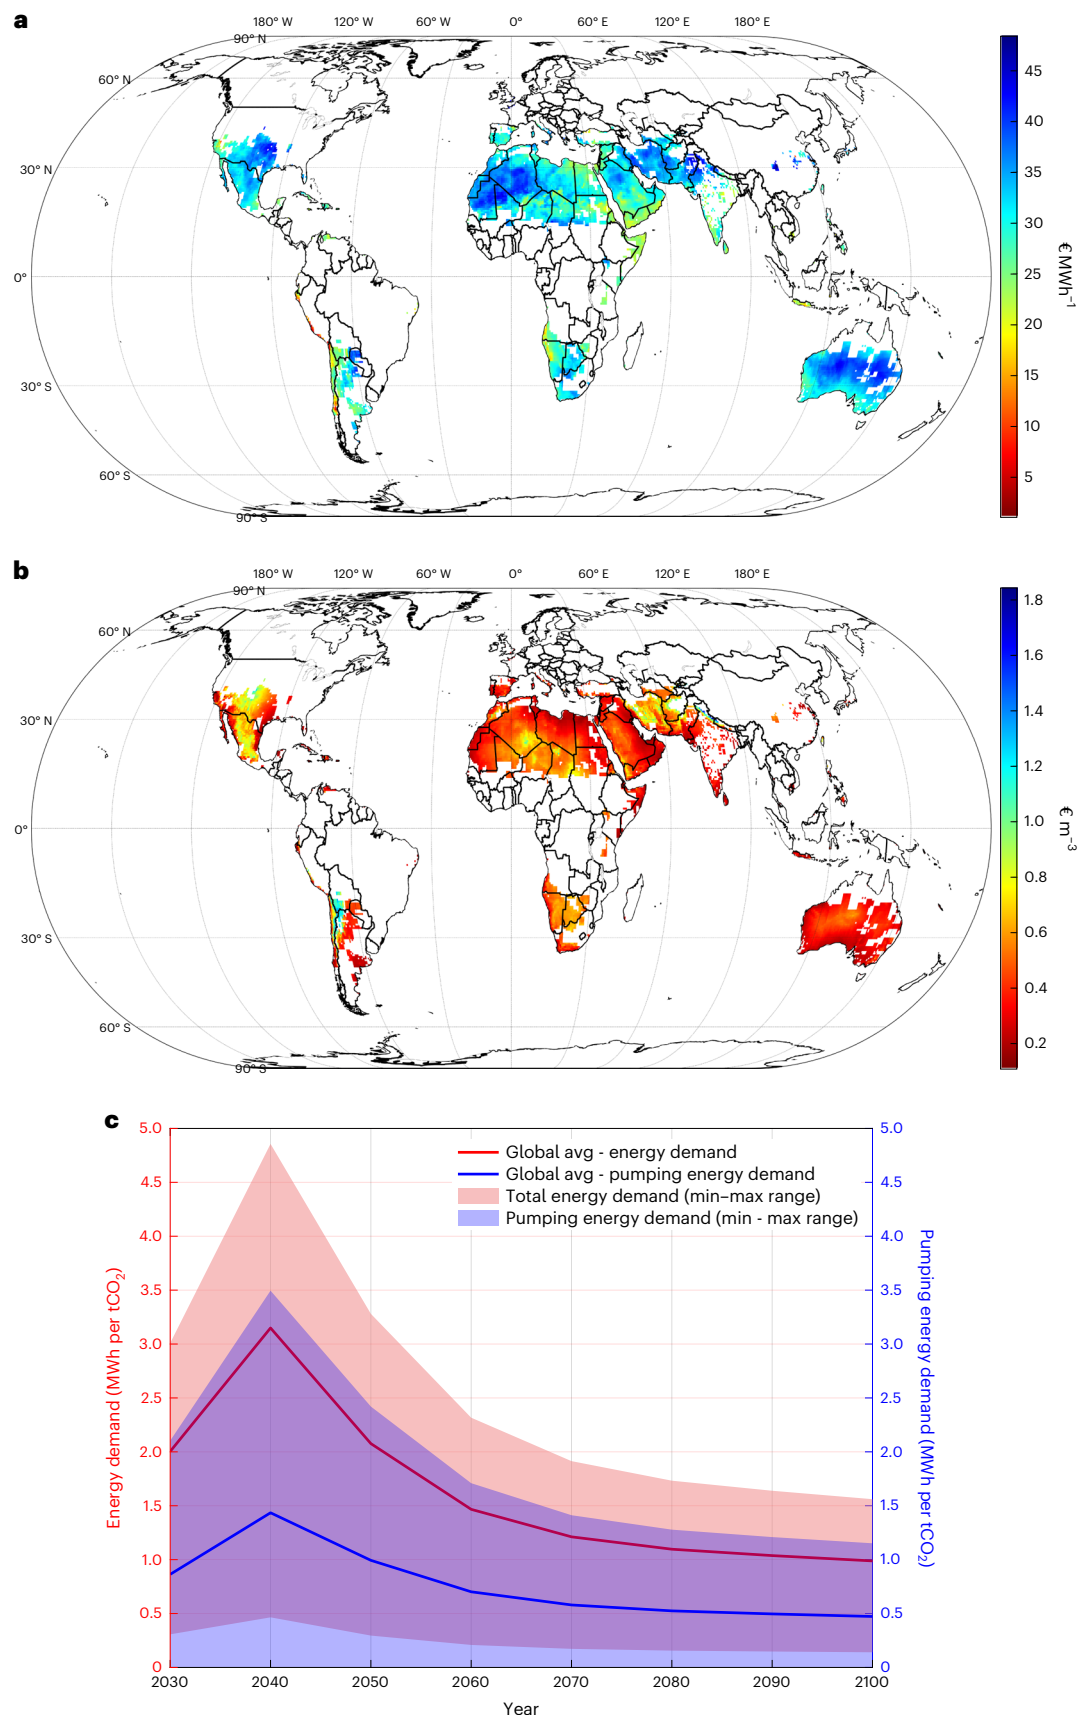 a
180° W 120° W 60° W 0° 60° E 120° E 180° E
90° N
60° N
30° N
0°
30° S
60° S
90° S
45
40
35
30
25
20
15
10
5
€ MWh⁻¹
b
180° W 120° W 60° W 0° 60° E 120° E 180° E
90° N
60° N
30° N
0°
30° S
60° S
90° S
1.8
1.6
1.4
1.2
1.0
0.8
0.6
0.4
0.2
€ m⁻³
c
Global avg - energy demand
Global avg - pumping energy demand
Total energy demand (min–max range)
Pumping energy demand (min - max range)
Energy demand (MWh per tCO₂)
5.0
4.5
4.0
3.5
3.0
2.5
2.0
1.5
1.0
0.5
0
5.0
4.5
4.0
3.5
3.0
2.5
2.0
1.5
1.0
0.5
0
Pumping energy demand (MWh per tCO₂)
2030 2040 2050 2060 2070 2080 2090 2100
Year